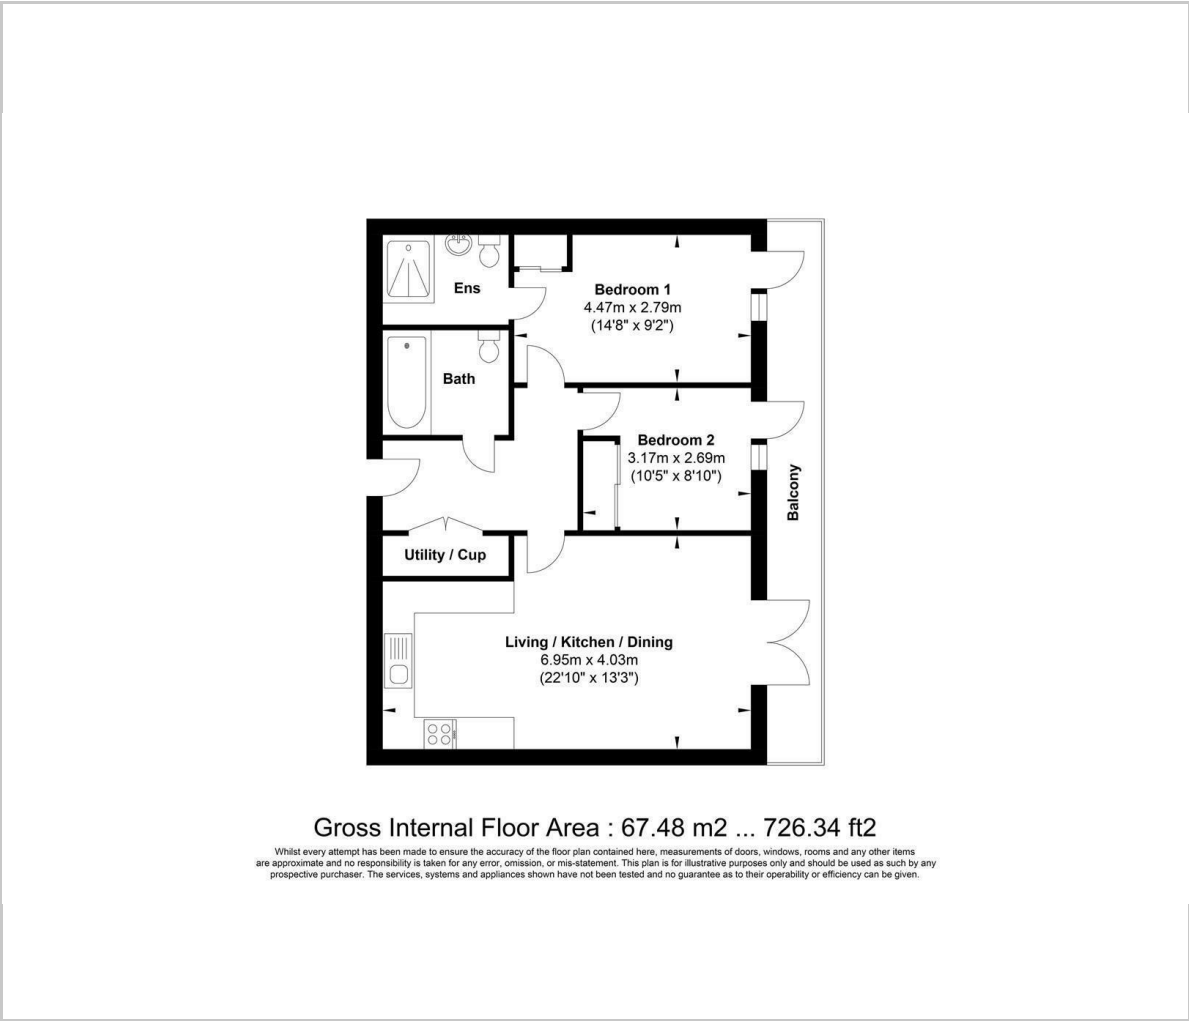 Ens
Bedroom 1
4.47m x 2.79m
(14'8" x 9'2")
Bath
Bedroom 2
3.17m x 2.69m
(10'5" x 8'10")
Balcony
Utility / Cup
Living / Kitchen / Dining
6.95m x 4.03m
(22'10" x 13'3")
Gross Internal Floor Area : 67.48 m2 ... 726.34 ft2
Whilst every attempt has been made to ensure the accuracy of the floor plan contained here, measurements of doors, windows, rooms and any other items
are approximate and no responsibility is taken for any error, omission, or mis-statement. This plan is for illustrative purposes only and should be used as such by any
prospective purchaser. The services, systems and appliances shown have not been tested and no guarantee as to their operability or efficiency can be given.